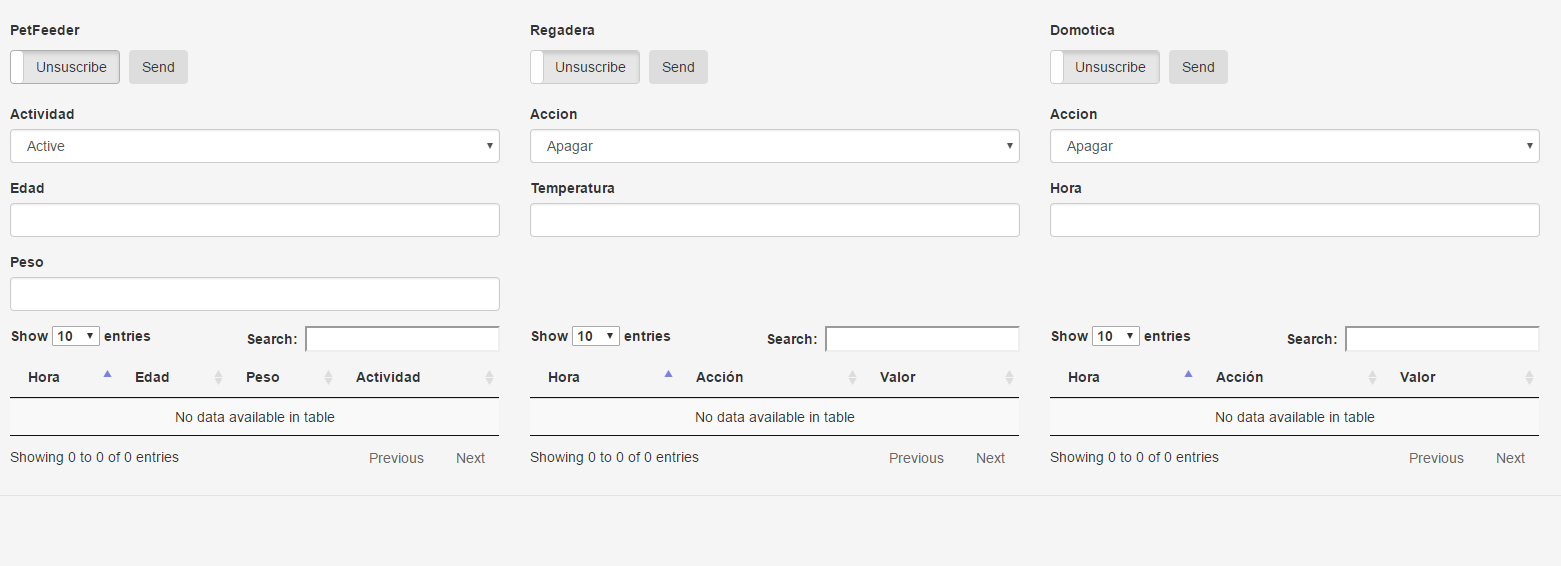 PetFeeder
Unsuscribe Send
Actividad
Active
Edad
Peso
Show 10 entries Search:
Hora Edad Peso Actividad
No data available in table
Showing 0 to 0 of 0 entries Previous Next
Regadera
Unsuscribe Send
Accion
Apagar
Temperatura
Show 10 entries Search:
Hora Acción Valor
No data available in table
Showing 0 to 0 of 0 entries Previous Next
Domotica
Unsuscribe Send
Accion
Apagar
Hora
Show 10 entries Search:
Hora Acción Valor
No data available in table
Showing 0 to 0 of 0 entries Previous Next